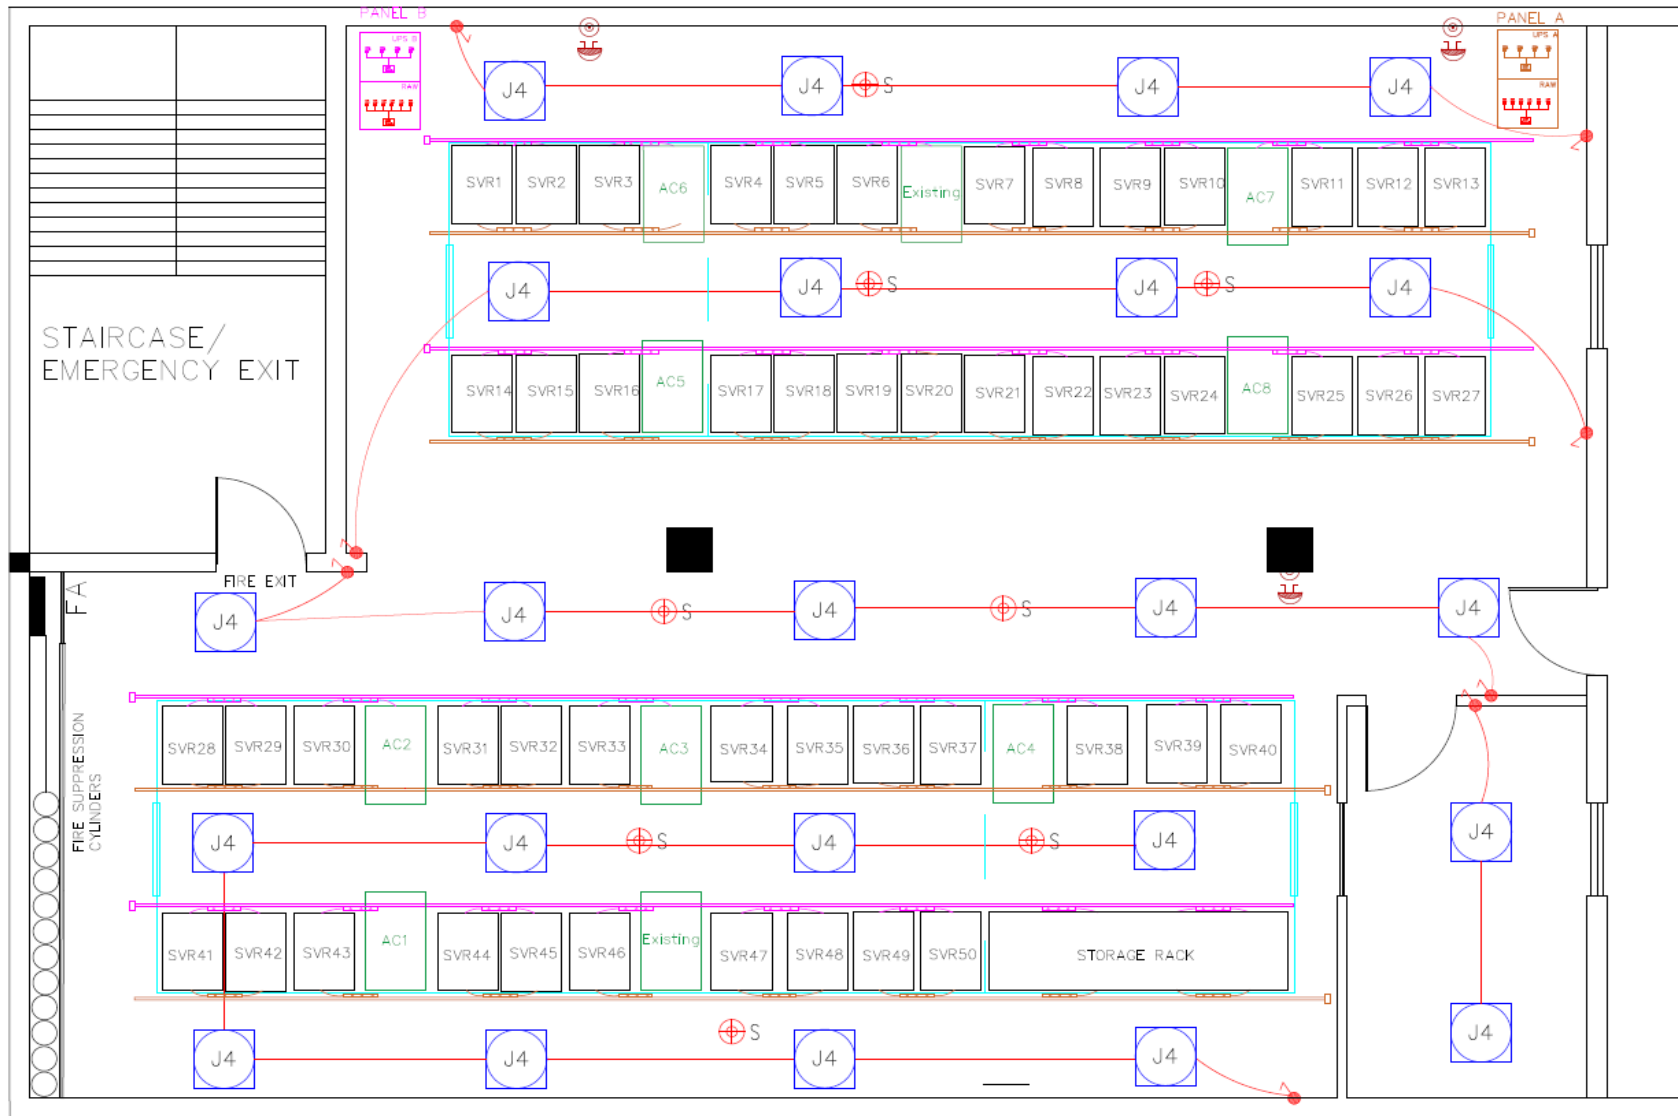 PANEL B
PANEL A
UPS B
UPS A
RAW
RAW
J4
J4
S
J4
J4
SVR1
SVR2
SVR3
AC6
SVR4
SVR5
SVR6
Existing
SVR7
SVR8
SVR9
SVR10
AC7
SVR11
SVR12
SVR13
J4
J4
S
J4
S
J4
STAIRCASE/
EMERGENCY EXIT
SVR14
SVR15
SVR16
AC5
SVR17
SVR18
SVR19
SVR20
SVR21
SVR22
SVR23
SVR24
AC8
SVR25
SVR26
SVR27
FIRE EXIT
FA
J4
J4
S
J4
S
J4
J4
FIRE SUPPRESSION
CYLINDERS
SVR28
SVR29
SVR30
AC2
SVR31
SVR32
SVR33
AC3
SVR34
SVR35
SVR36
SVR37
AC4
SVR38
SVR39
SVR40
J4
J4
S
J4
S
J4
J4
SVR41
SVR42
SVR43
AC1
SVR44
SVR45
SVR46
Existing
SVR47
SVR48
SVR49
SVR50
STORAGE RACK
J4
J4
S
J4
J4
J4